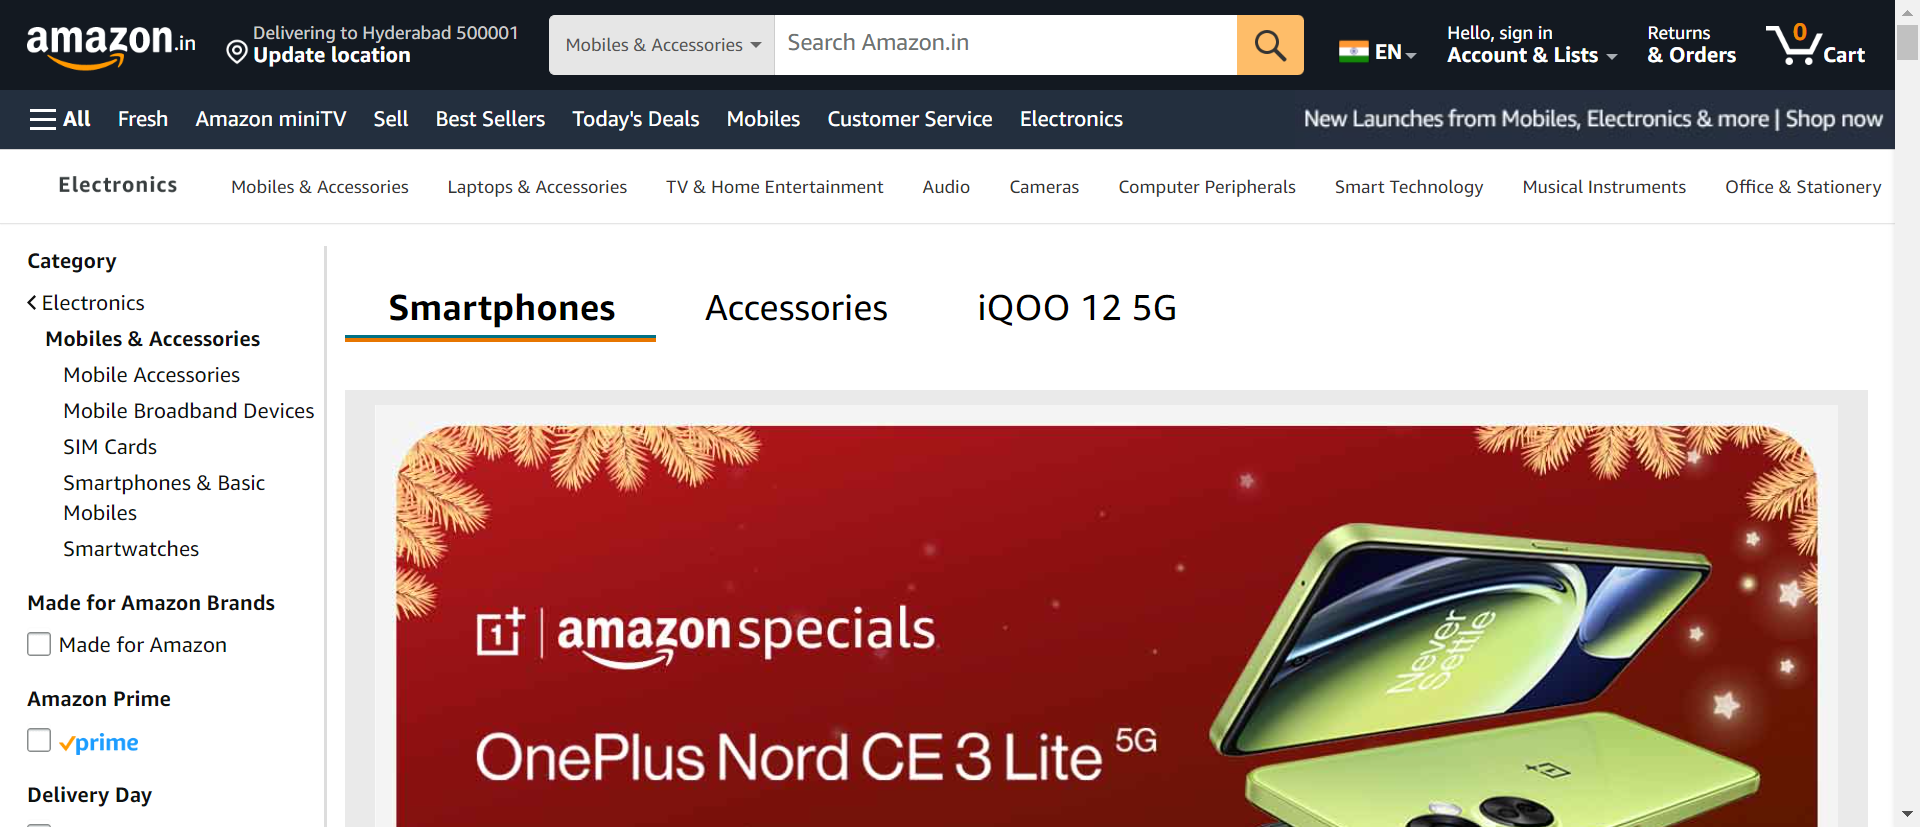 amazon.in
Delivering to Hyderabad 500001
Update location
Mobiles & Accessories
Search Amazon.in
EN
Hello, sign in
Account & Lists
Returns
& Orders
0
Cart
All
Fresh
Amazon miniTV
Sell
Best Sellers
Today's Deals
Mobiles
Customer Service
Electronics
New Launches from Mobiles, Electronics & more | Shop now
Electronics
Mobiles & Accessories
Laptops & Accessories
TV & Home Entertainment
Audio
Cameras
Computer Peripherals
Smart Technology
Musical Instruments
Office & Stationery
Category
Electronics
Mobiles & Accessories
Mobile Accessories
Mobile Broadband Devices
SIM Cards
Smartphones & Basic
Mobiles
Smartwatches
Made for Amazon Brands
Made for Amazon
Amazon Prime
prime
Delivery Day
Smartphones
Accessories
iQOO 12 5G
1+ | amazon specials
OnePlus Nord CE 3 Lite 5G
Never
Settle